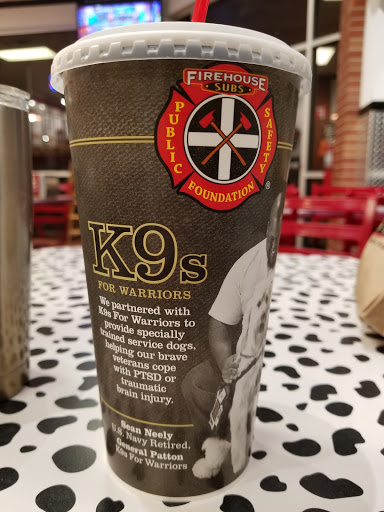 FIREHOUSE
SUBS
PUBLIC
SAFETY
FOUNDATION
®
K9s
FOR WARRIORS
We partnered with
K9s For Warriors to
provide specially
trained service dogs,
helping our brave
veterans cope
with PTSD or
traumatic
brain injury.
Sean Neely
U.S. Navy Retired,
General Patton
K9s For Warriors